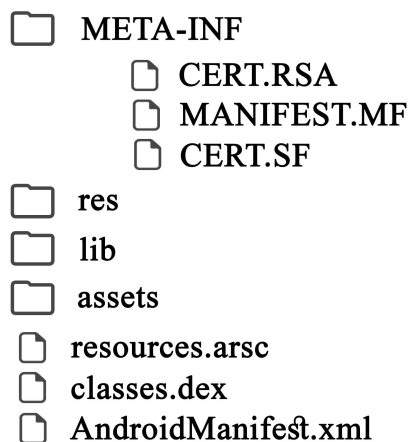 META-INF
CERT.RSA
MANIFEST.MF
CERT.SF
res
lib
assets
resources.arsc
classes.dex
AndroidManifest.xml